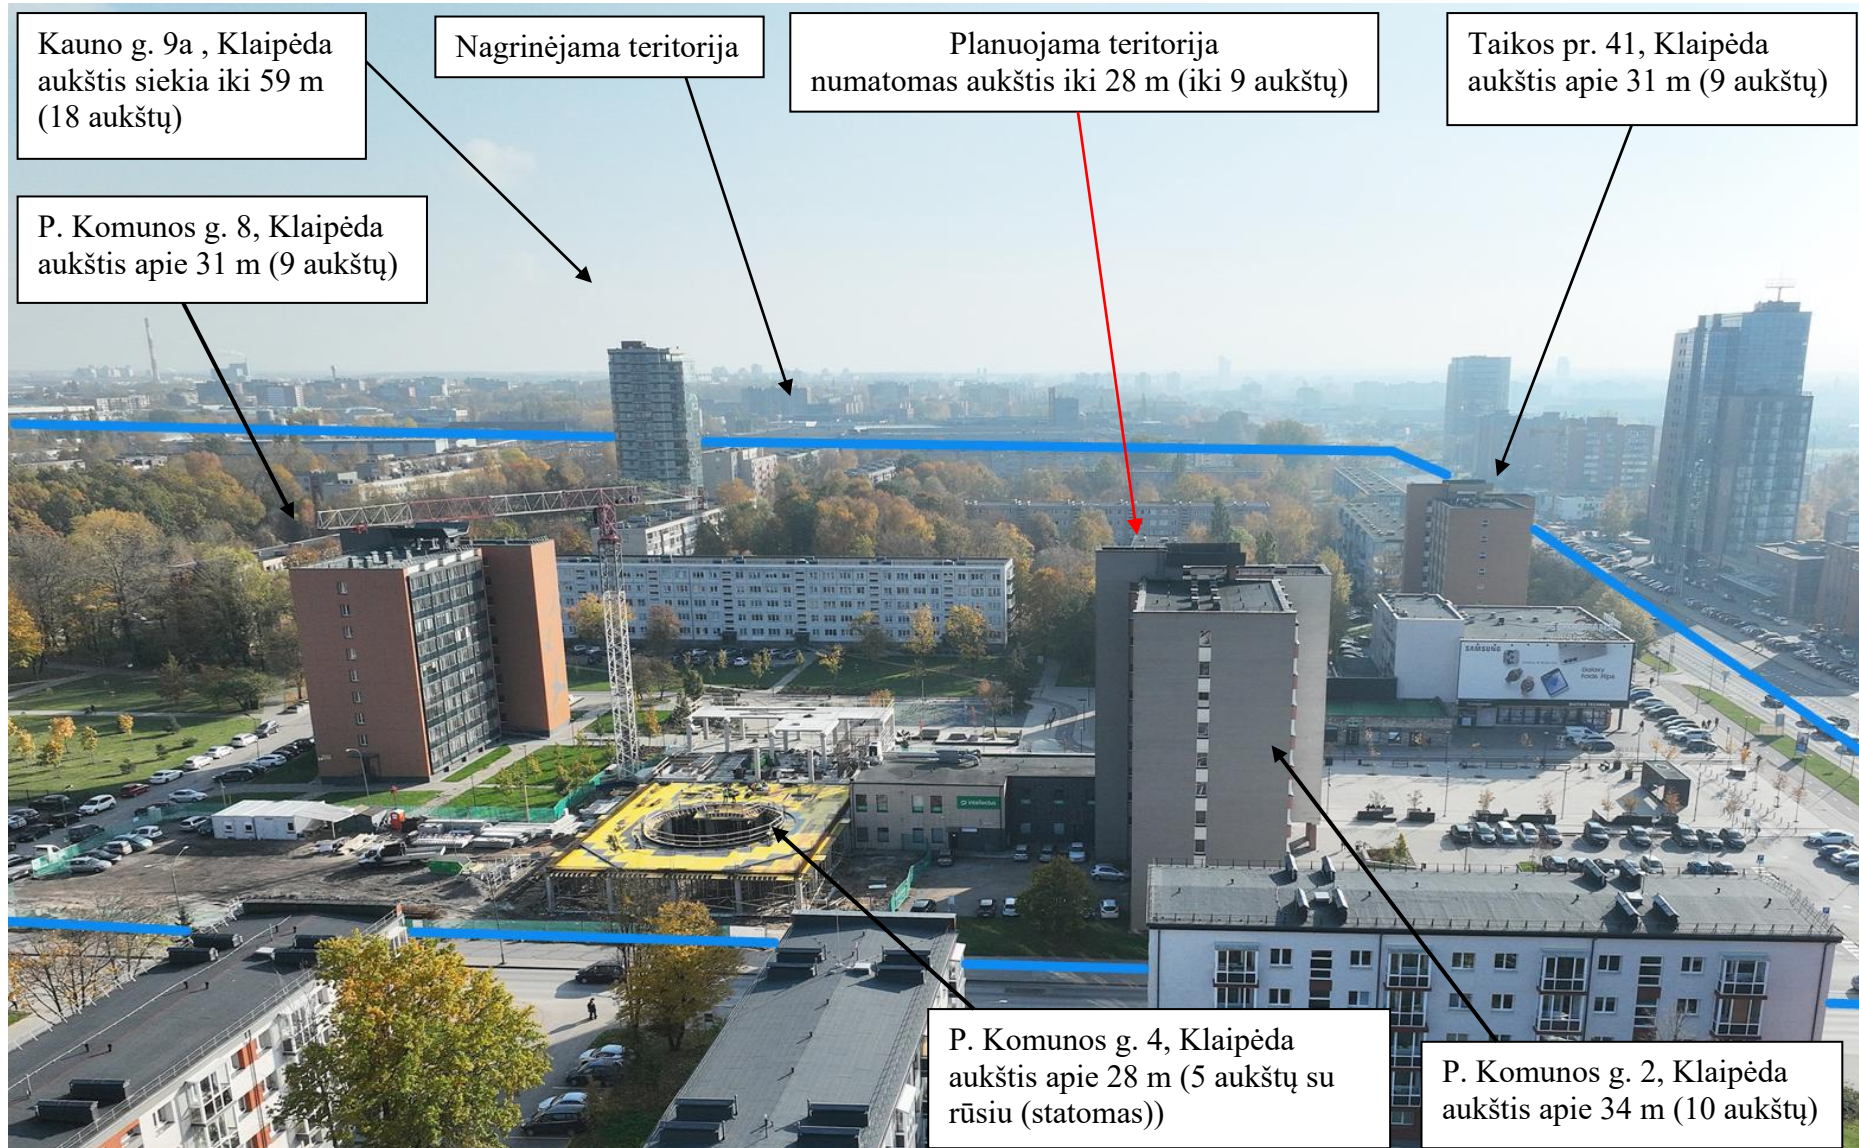 Kauno g. 9a , Klaipėda
aukštis siekia iki 59 m
(18 aukštų)
Nagrinėjama teritorija
Planuojama teritorija
numatomas aukštis iki 28 m (iki 9 aukštų)
Taikos pr. 41, Klaipėda
aukštis apie 31 m (9 aukštų)
P. Komunos g. 8, Klaipėda
aukštis apie 31 m (9 aukštų)
SAMSUNG
Galaxy
intellectus
P. Komunos g. 4, Klaipėda
aukštis apie 28 m (5 aukštų su
rūsiu (statomas))
P. Komunos g. 2, Klaipėda
aukštis apie 34 m (10 aukštų)